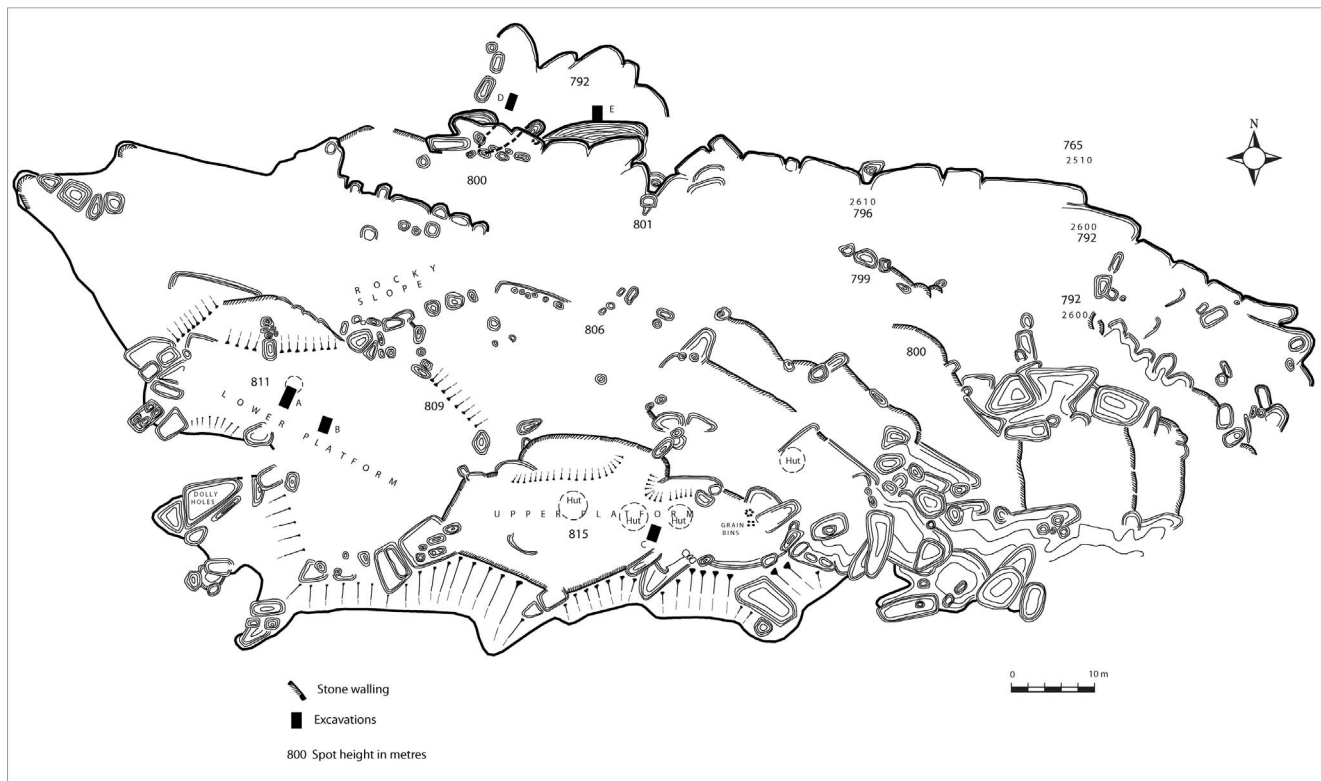 792
D
E
N
765
2510
800
2610
796
801
2600
792
ROCKY
SLOPE
799
792
2600
806
800
811
A
809
LOWER PLATFORM
B
Hut
DOLLY
HOLES
Hut
UPPER PLATFORM
Hut
Hut
GRAIN
BINS
815
C
0 10 m
Stone walling
Excavations
800 Spot height in metres